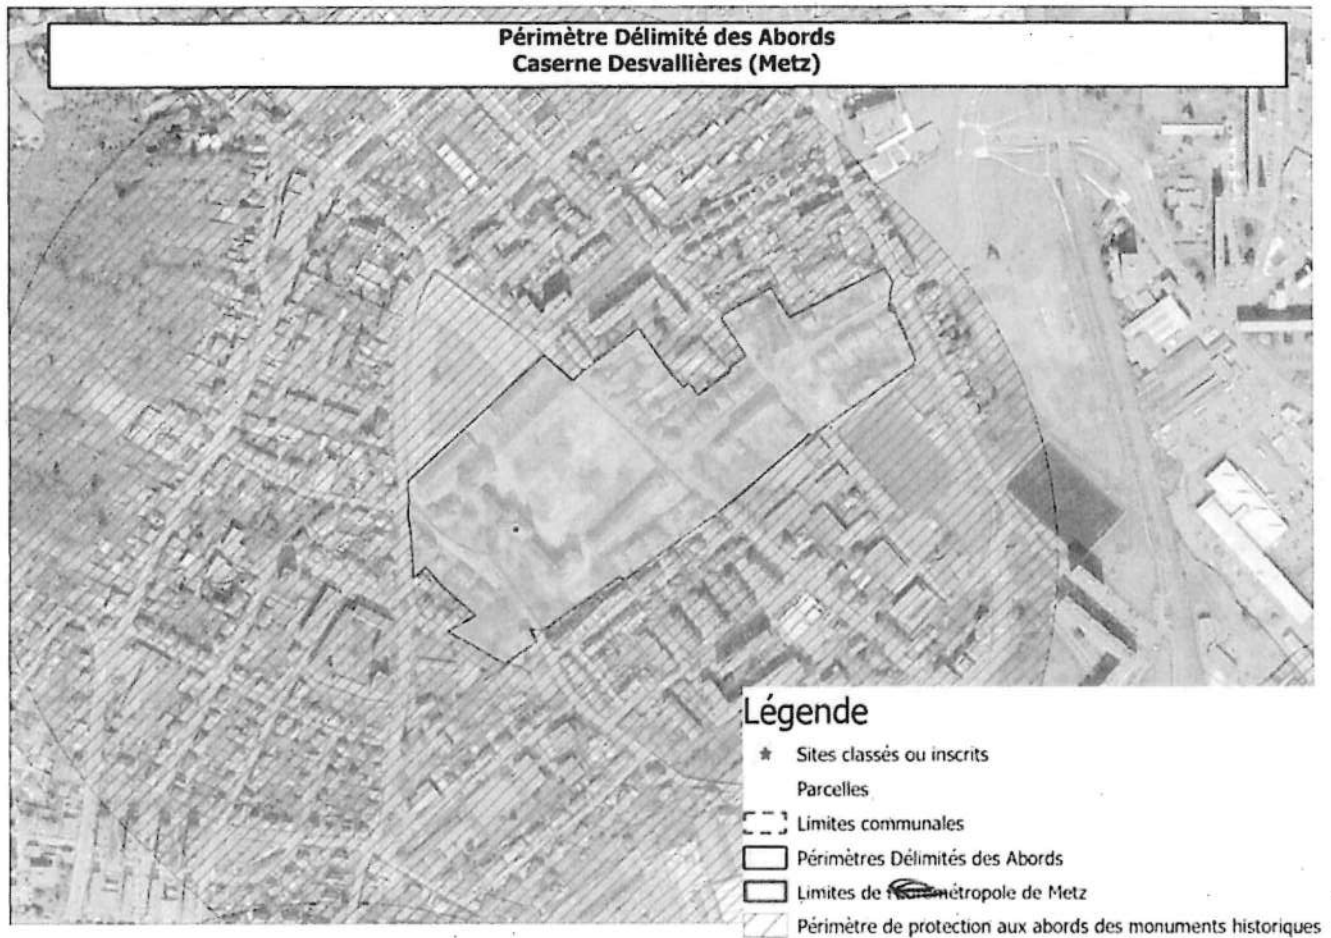 Périmètre Délimité des Abords
Caserne Desvallières (Metz)
Légende
Sites classés ou inscrits
Parcelles
Limites communales
Périmètres Délimités des Abords
Limites de métropole de Metz
Périmètre de protection aux abords des monuments historiques